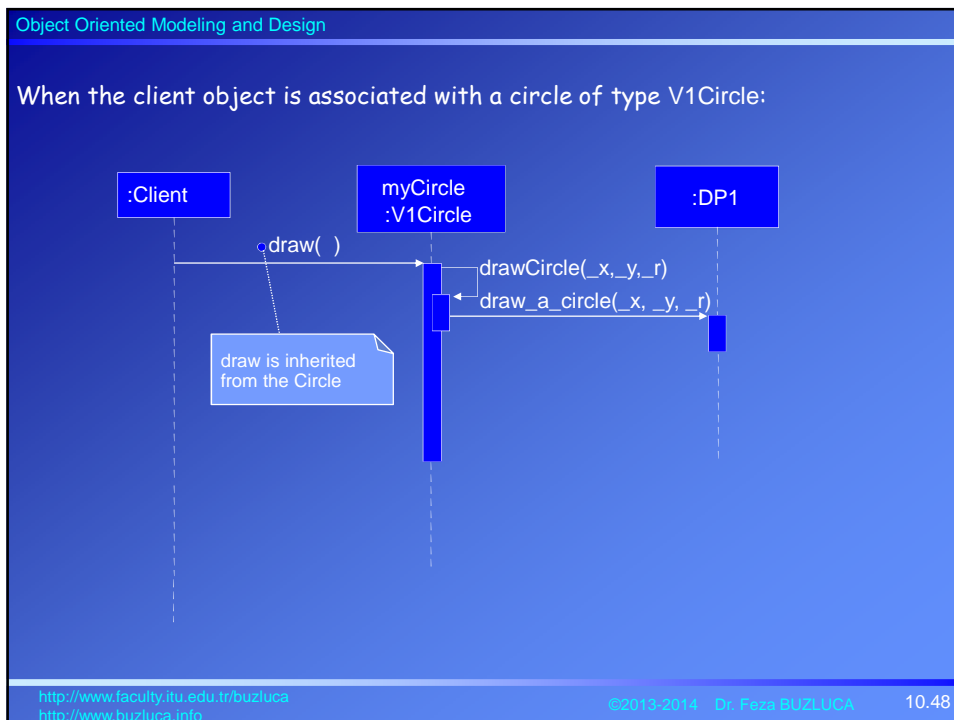 Object Oriented Modeling and Design
When the client object is associated with a circle of type V1Circle:
:Client
myCircle
:V1Circle
:DP1
draw( )
drawCircle(_x,_y,_r)
draw_a_circle(_x, _y, _r)
draw is inherited
from the Circle
http://www.faculty.itu.edu.tr/buzluca
http://www.buzluca.info
©2013-2014 Dr. Feza BUZLUCA
10.48